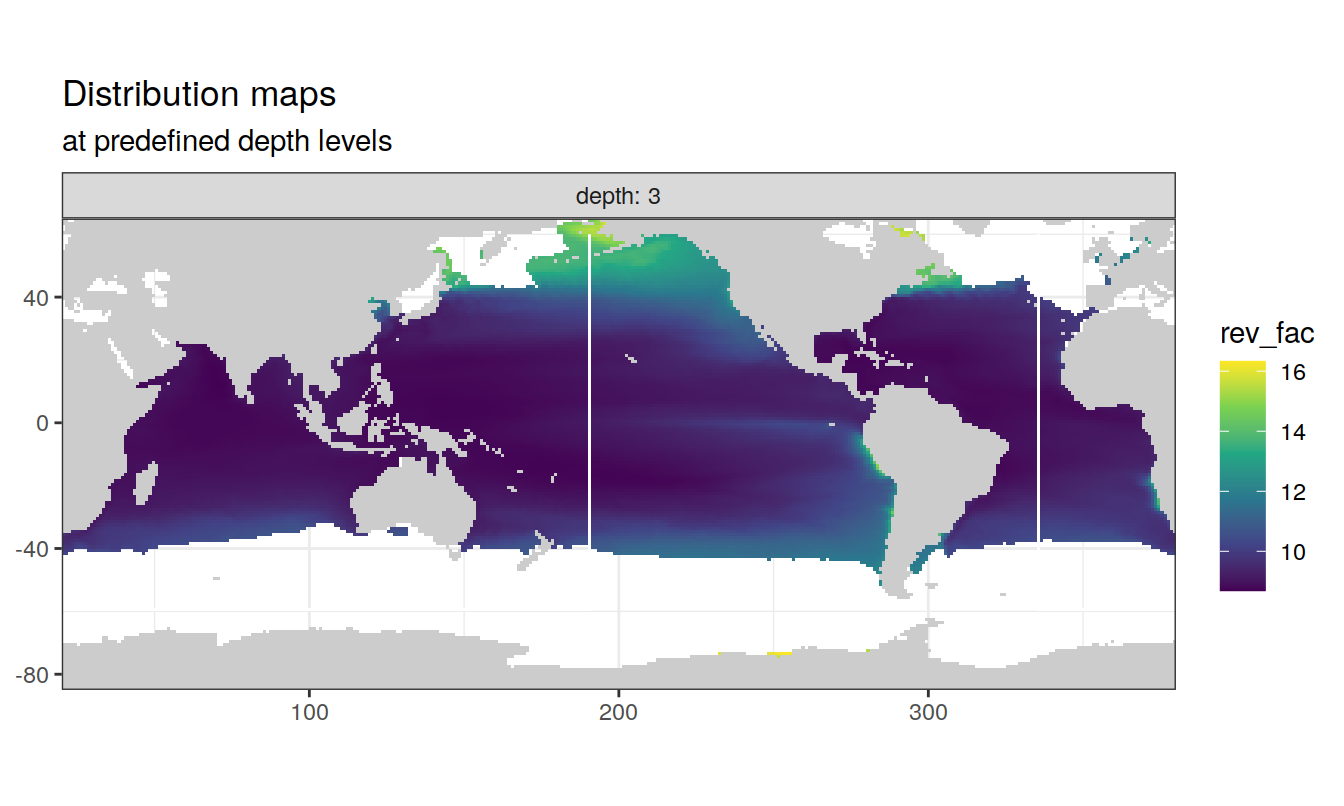 Distribution maps
at predefined depth levels
depth: 3
40
0
-40
-80
100
200
300
rev_fac
16
14
12
10